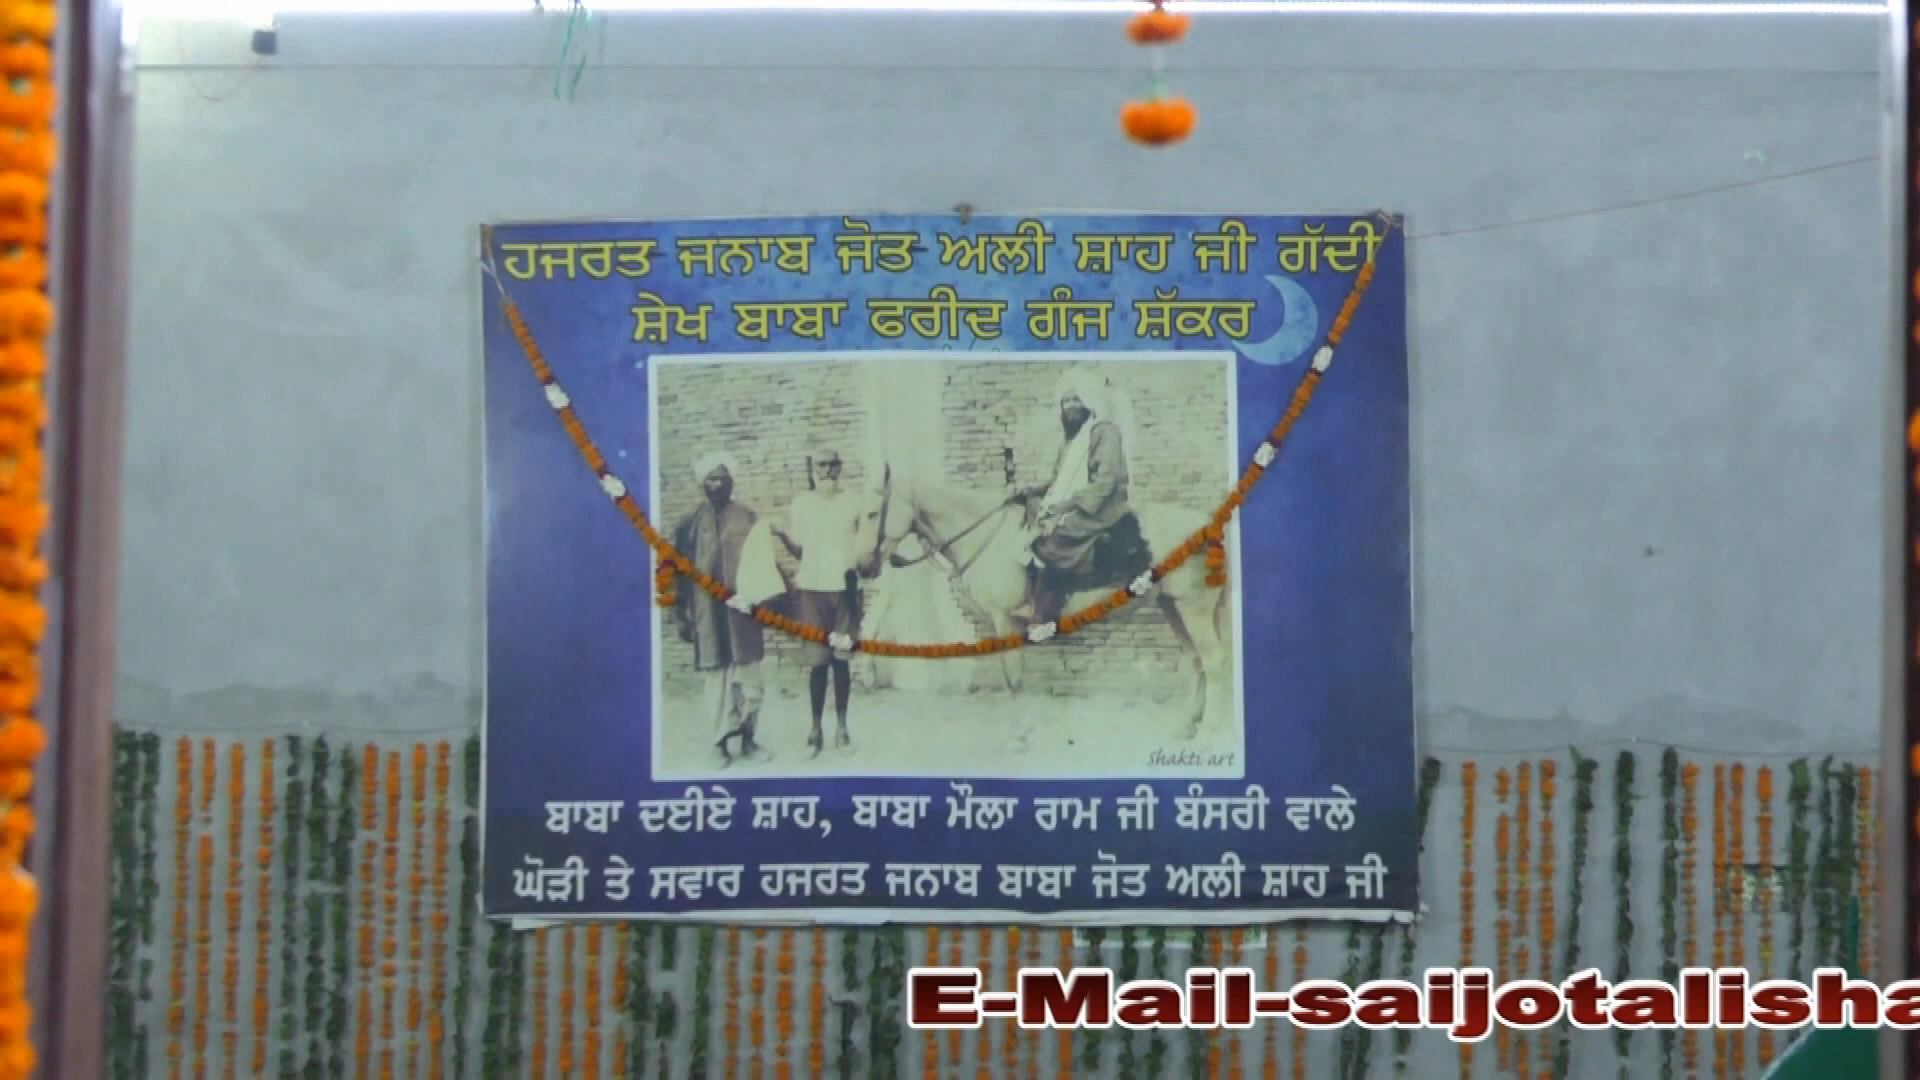 ਹਜਰਤ ਜਨਾਬ ਜੋਤ ਅਲੀ ਸ਼ਾਹ ਜੀ ਗੱਦੀ
ਸ਼ੇਖ ਬਾਬਾ ਫਰੀਦ ਗੰਜ ਸ਼ੱਕਰ
Shakti art
ਬਾਬਾ ਦਈਏ ਸ਼ਾਹ, ਬਾਬਾ ਮੌਲਾ ਰਾਮ ਜੀ ਬੰਸਰੀ ਵਾਲੇ
ਘੋੜੀ ਤੇ ਸਵਾਰ ਹਜਰਤ ਜਨਾਬ ਬਾਬਾ ਜੋਤ ਅਲੀ ਸ਼ਾਹ ਜੀ
E-Mail-saijotalisha